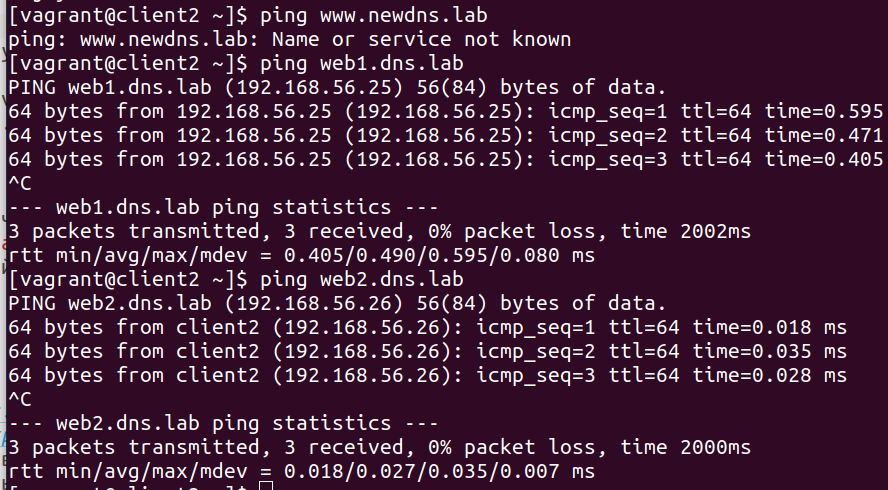 [vagrant@client2 ~]$ ping www.newdns.lab
ping: www.newdns.lab: Name or service not known
[vagrant@client2 ~]$ ping web1.dns.lab
PING web1.dns.lab (192.168.56.25) 56(84) bytes of data.
64 bytes from 192.168.56.25 (192.168.56.25): icmp_seq=1 ttl=64 time=0.595
64 bytes from 192.168.56.25 (192.168.56.25): icmp_seq=2 ttl=64 time=0.471
64 bytes from 192.168.56.25 (192.168.56.25): icmp_seq=3 ttl=64 time=0.405
^C
--- web1.dns.lab ping statistics ---
3 packets transmitted, 3 received, 0% packet loss, time 2002ms
rtt min/avg/max/mdev = 0.405/0.490/0.595/0.080 ms
[vagrant@client2 ~]$ ping web2.dns.lab
PING web2.dns.lab (192.168.56.26) 56(84) bytes of data.
64 bytes from client2 (192.168.56.26): icmp_seq=1 ttl=64 time=0.018 ms
64 bytes from client2 (192.168.56.26): icmp_seq=2 ttl=64 time=0.035 ms
64 bytes from client2 (192.168.56.26): icmp_seq=3 ttl=64 time=0.028 ms
^C
--- web2.dns.lab ping statistics ---
3 packets transmitted, 3 received, 0% packet loss, time 2000ms
rtt min/avg/max/mdev = 0.018/0.027/0.035/0.007 ms